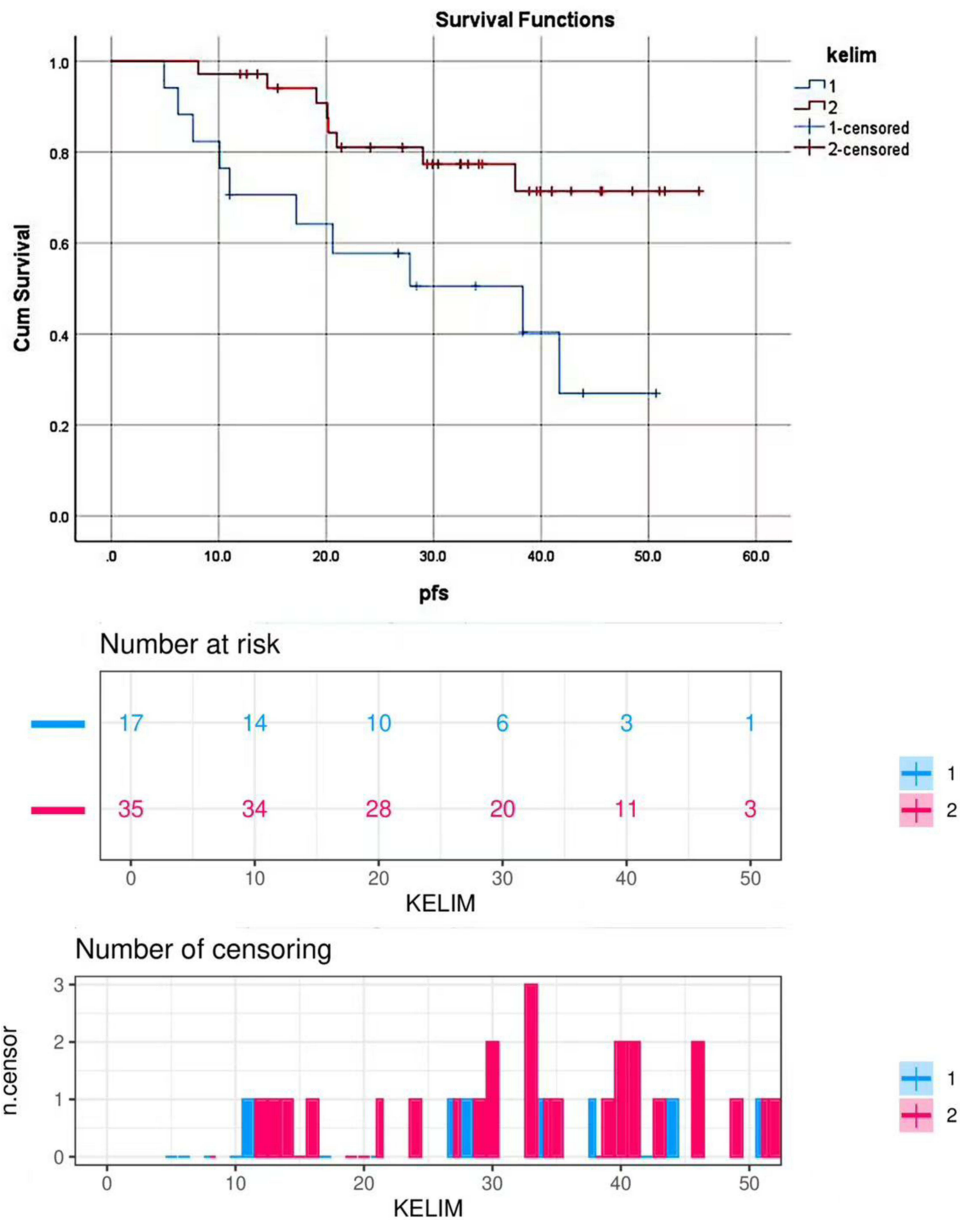 Survival Functions
kelim
1
2
1-censored
2-censored
1.0
0.8
0.6
0.4
0.2
0.0
Cum Survival
.0 10.0 20.0 30.0 40.0 50.0 60.0
pfs
Number at risk
17 14 10 6 3 1
35 34 28 20 11 3
1
2
0 10 20 30 40 50
KELIM
Number of censoring
3
2
1
0
n.censor
1
2
0 10 20 30 40 50
KELIM